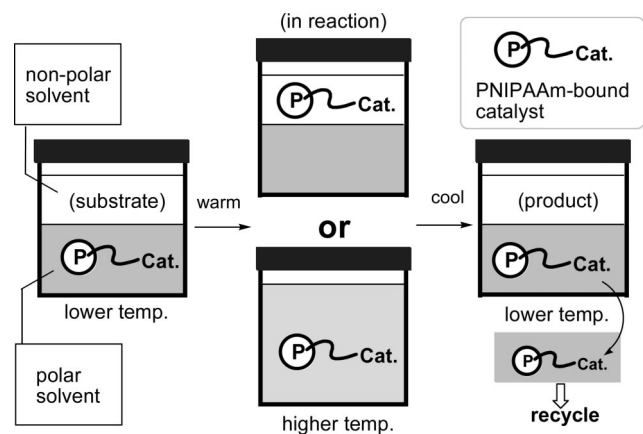 (in reaction)
non-polar
solvent
P
Cat.
PNIPAAm-bound
catalyst
P
Cat.
(substrate)
P
Cat.
lower temp.
warm
or
cool
(product)
P
Cat.
lower temp.
P
Cat.
higher temp.
polar
solvent
P
Cat.
recycle